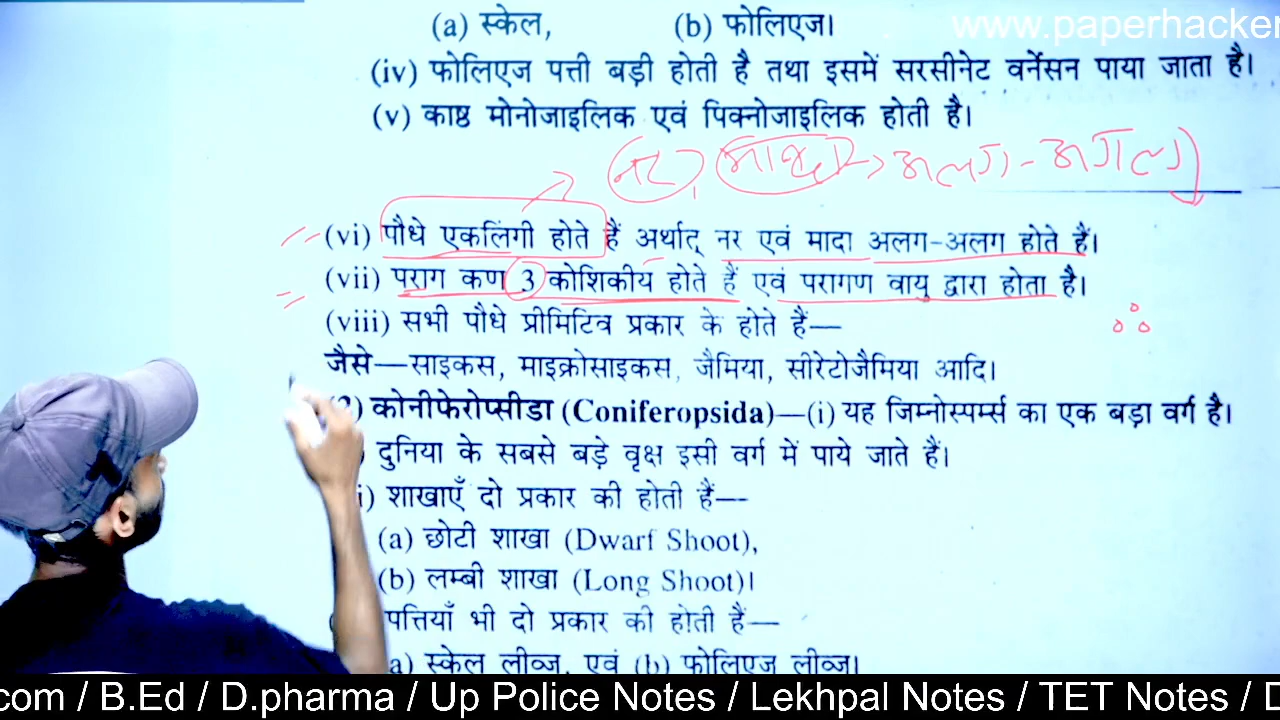 (a) स्केल, (b) फोलिएज।
www.paperhacker
(iv) फोलिएज पत्ती बड़ी होती है तथा इसमें सरसीनेट वर्नेसन पाया जाता है।
(v) काष्ठ मोनोजाइलिक एवं पिक्नोजाइलिक होती है।
नर, मादा → अलग-अगल
(vi) पौधे एकलिंगी होते हैं अर्थात् नर एवं मादा अलग-अलग होते हैं।
(vii) पराग कण 3 कोशिकीय होते हैं एवं परागण वायु द्वारा होता है।
(viii) सभी पौधे प्रीमिटिव प्रकार के होते हैं—
जैसे—साइकस, माइक्रोसाइकस, जैमिया, सीरेटोजैमिया आदि।
2) कोनीफेरोप्सीडा (Coniferopsida)—(i) यह जिम्नोस्पर्म्स का एक बड़ा वर्ग है।
) दुनिया के सबसे बड़े वृक्ष इसी वर्ग में पाये जाते हैं।
i) शाखाएँ दो प्रकार की होती हैं—
(a) छोटी शाखा (Dwarf Shoot),
(b) लम्बी शाखा (Long Shoot)।
पत्तियाँ भी दो प्रकार की होती हैं—
a) स्केल लीव्ज, एवं (b) फोलिएज लीव्ज।
com / B.Ed / D.pharma / Up Police Notes / Lekhpal Notes / TET Notes / D